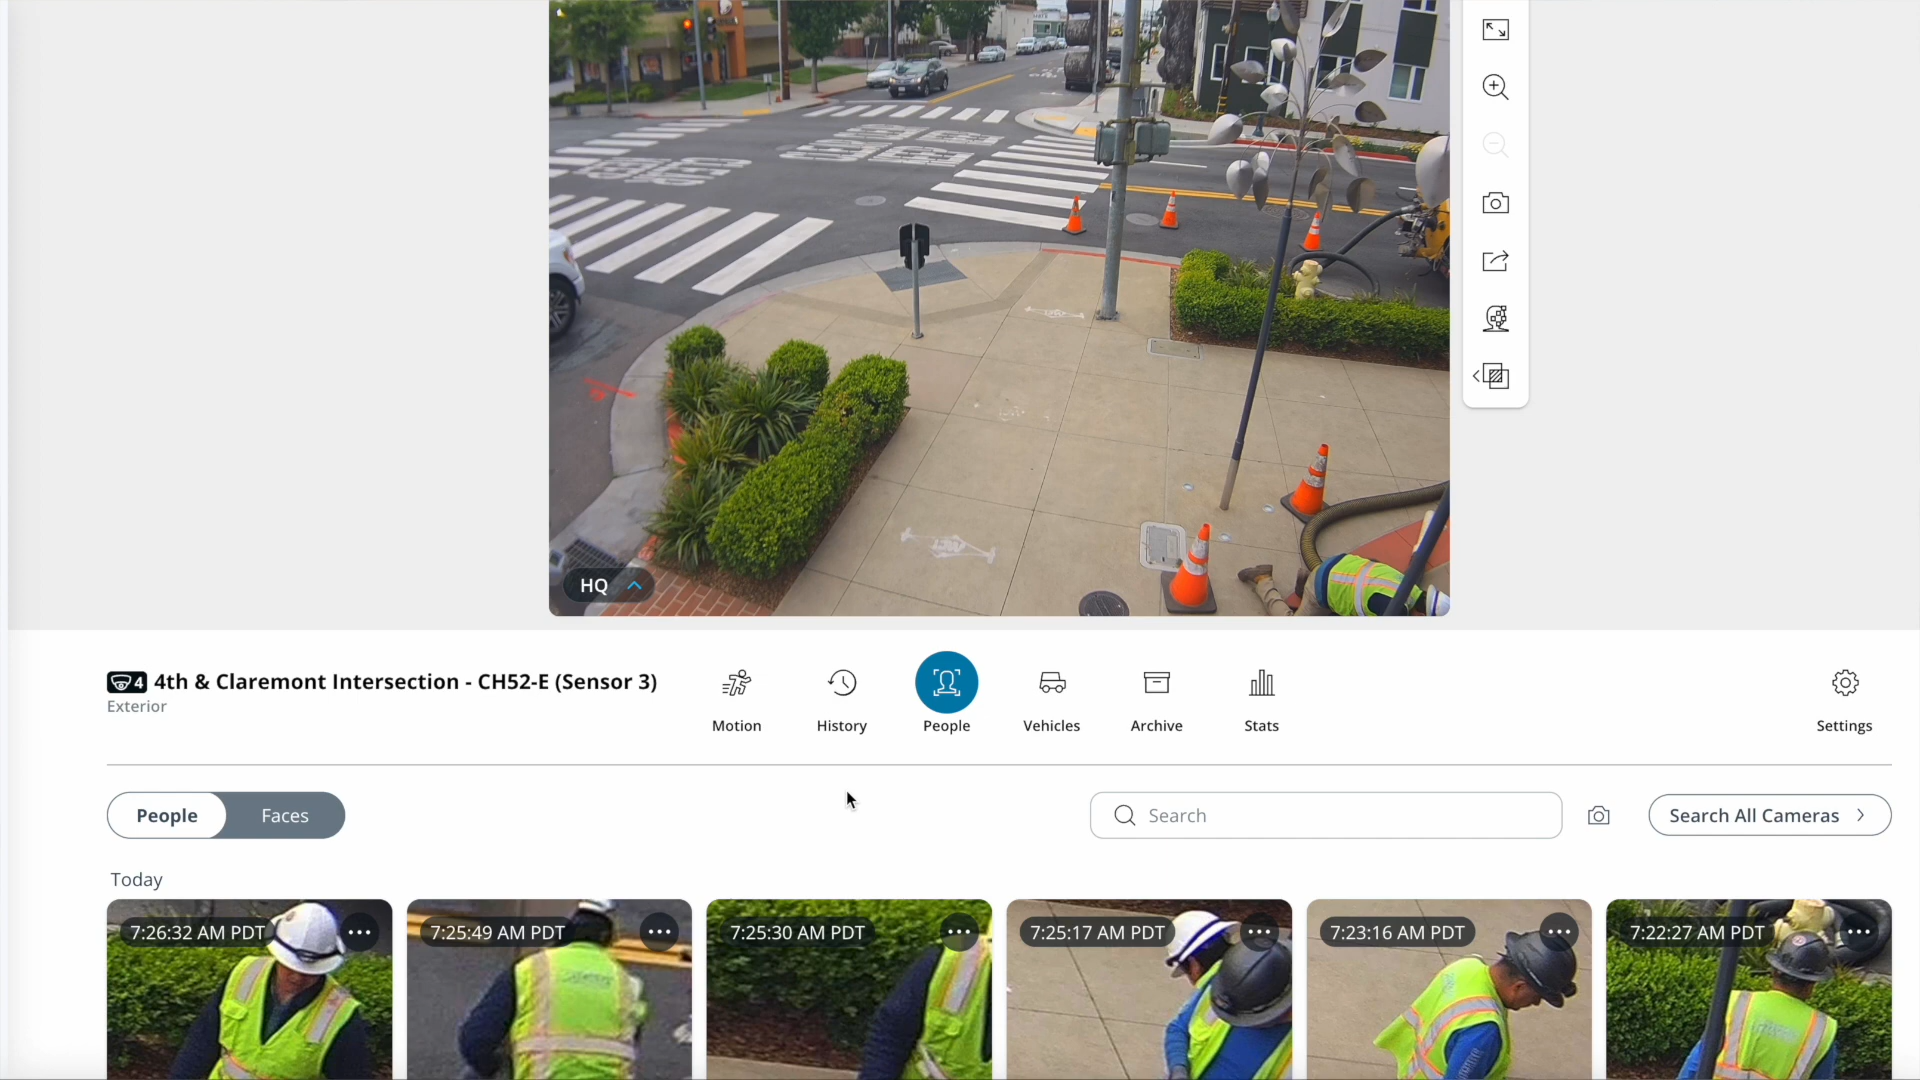 HQ
4 4th & Claremont Intersection - CH52-E (Sensor 3)
Exterior
Motion
History
People
Vehicles
Archive
Stats
Settings
People
Faces
Search
Search All Cameras
Today
7:26:32 AM PDT
7:25:49 AM PDT
7:25:30 AM PDT
7:25:17 AM PDT
7:23:16 AM PDT
7:22:27 AM PDT